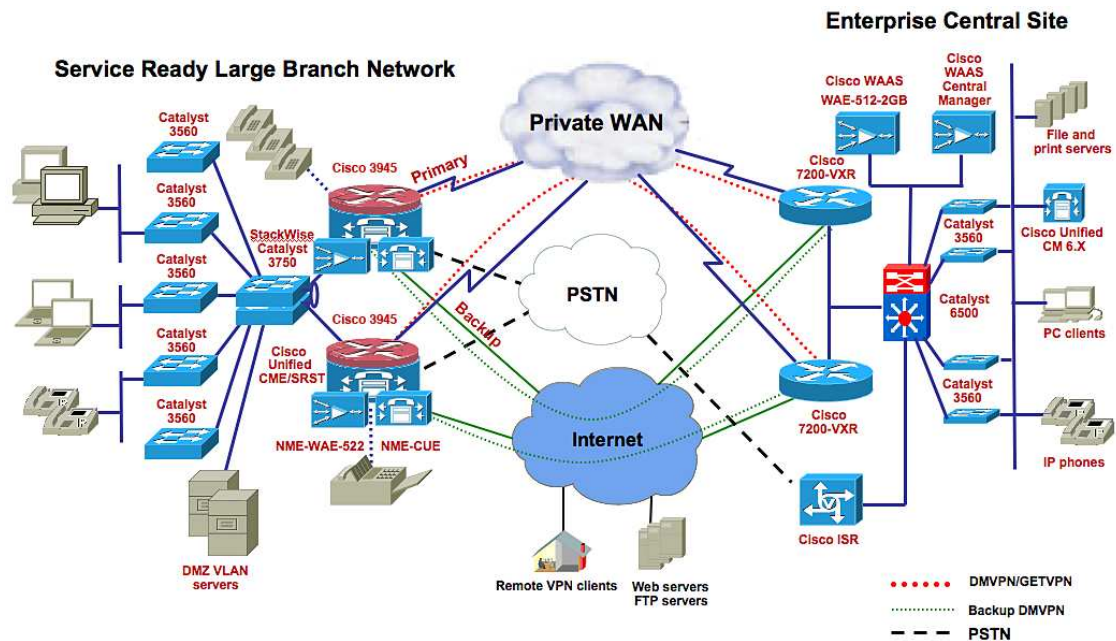 Enterprise Central Site
Service Ready Large Branch Network
Cisco WAAS
WAE-512-2GB
Cisco
WAAS
Central
Manager
File and
print servers
Private WAN
Catalyst
3560
Cisco 3945
Primary
Cisco
7200-VXR
Catalyst
3560
StackWise
Catalyst
3750
Catalyst
3560
Cisco Unified
CM 6.X
Catalyst
3560
PSTN
Catalyst
6500
PC clients
Cisco 3945
Backup
Catalyst
3560
Cisco
Unified
CME/SRST
Catalyst
3560
Catalyst
3560
Cisco
7200-VXR
Internet
NME-WAE-522
NME-CUE
IP phones
Cisco ISR
DMZ VLAN
servers
Remote VPN clients
Web servers
FTP servers
DMVPN/GETVPN
Backup DMVPN
PSTN